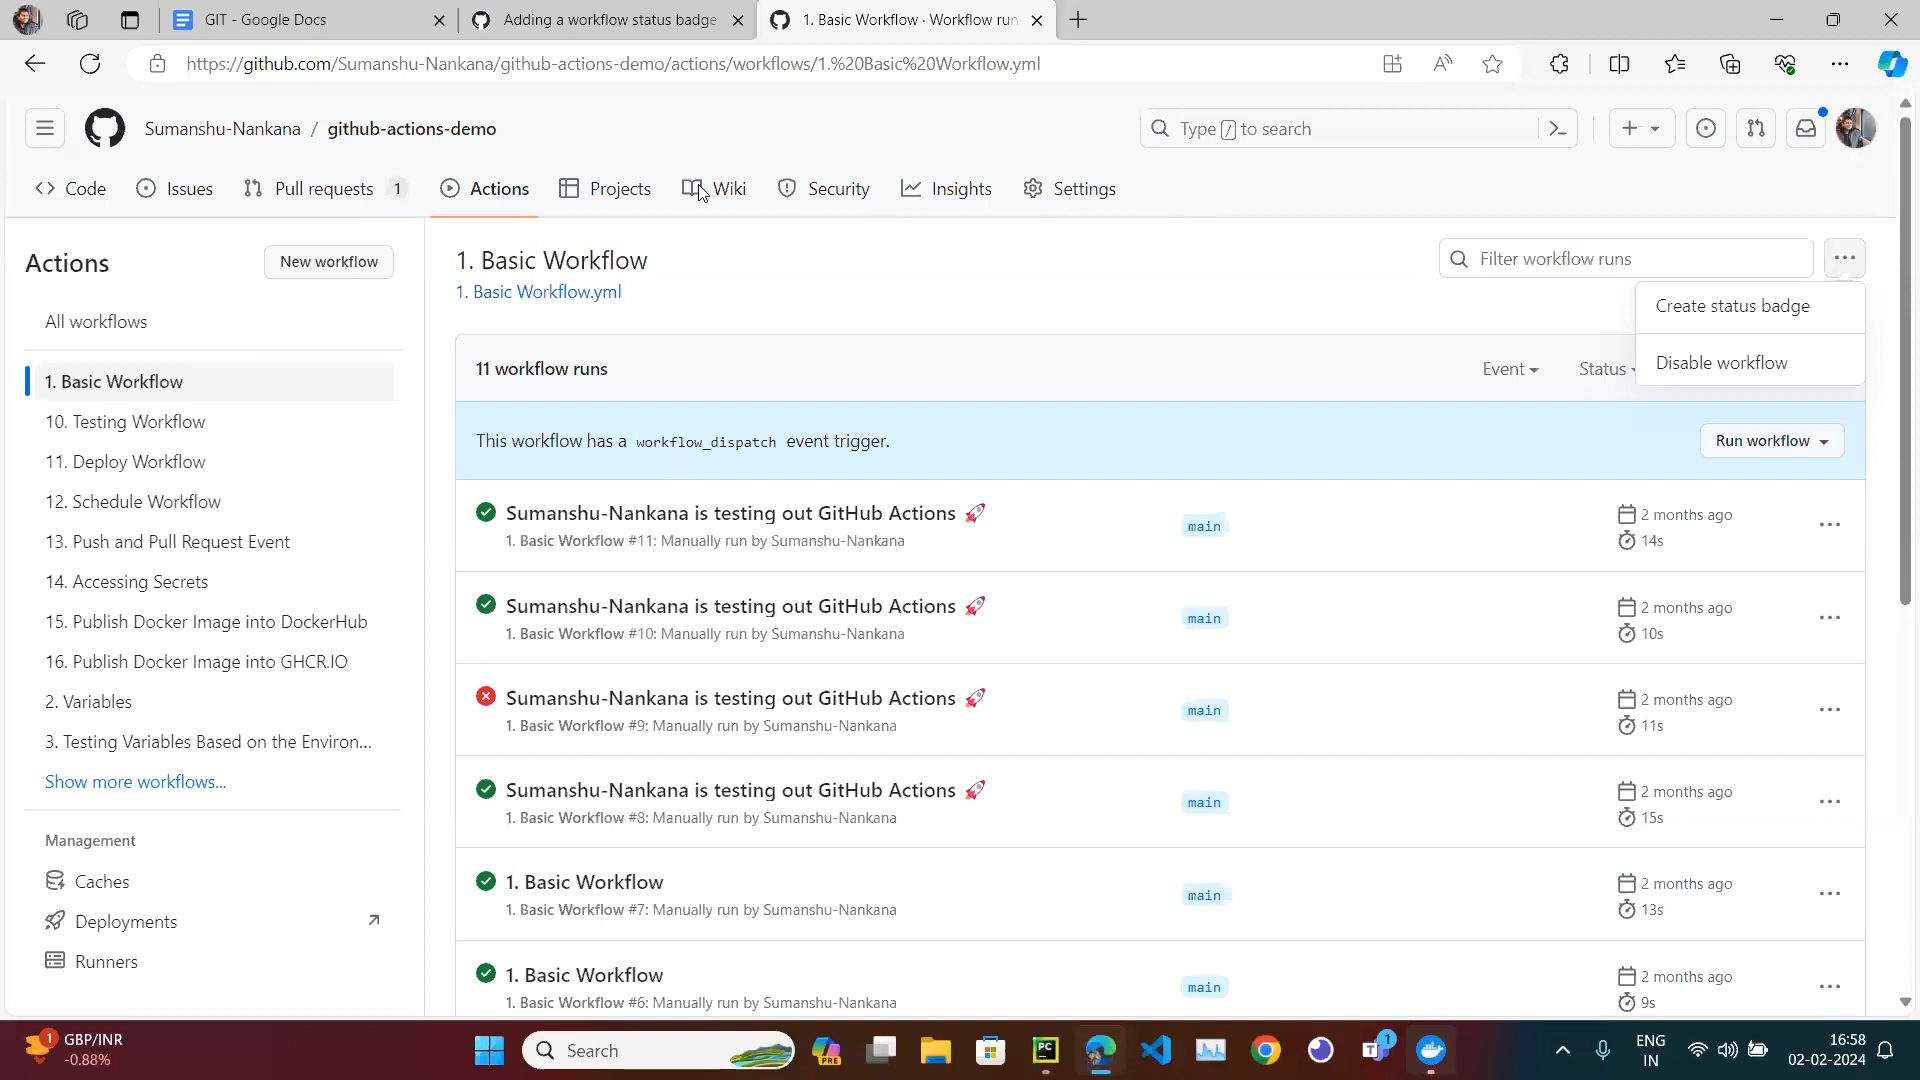 GIT - Google Docs
Adding a workflow status badge
1. Basic Workflow · Workflow run
https://github.com/Sumanshu-Nankana/github-actions-demo/actions/workflows/1.%20Basic%20Workflow.yml
Sumanshu-Nankana / github-actions-demo
Type / to search
Code
Issues
Pull requests 1
Actions
Projects
Wiki
Security
Insights
Settings
Actions
New workflow
All workflows
1. Basic Workflow
10. Testing Workflow
11. Deploy Workflow
12. Schedule Workflow
13. Push and Pull Request Event
14. Accessing Secrets
15. Publish Docker Image into DockerHub
16. Publish Docker Image into GHCR.IO
2. Variables
3. Testing Variables Based on the Environ...
Show more workflows...
Management
Caches
Deployments
Runners
1. Basic Workflow
1. Basic Workflow.yml
Filter workflow runs
Create status badge
Disable workflow
11 workflow runs
Event
Status
This workflow has a workflow_dispatch event trigger.
Run workflow
Sumanshu-Nankana is testing out GitHub Actions 🚀
1. Basic Workflow #11: Manually run by Sumanshu-Nankana
main
2 months ago
14s
Sumanshu-Nankana is testing out GitHub Actions 🚀
1. Basic Workflow #10: Manually run by Sumanshu-Nankana
main
2 months ago
10s
Sumanshu-Nankana is testing out GitHub Actions 🚀
1. Basic Workflow #9: Manually run by Sumanshu-Nankana
main
2 months ago
11s
Sumanshu-Nankana is testing out GitHub Actions 🚀
1. Basic Workflow #8: Manually run by Sumanshu-Nankana
main
2 months ago
15s
1. Basic Workflow
1. Basic Workflow #7: Manually run by Sumanshu-Nankana
main
2 months ago
13s
1. Basic Workflow
1. Basic Workflow #6: Manually run by Sumanshu-Nankana
main
2 months ago
9s
1
GBP/INR
-0.88%
Search
PRE
PC
T
1
ENG
IN
16:58
02-02-2024